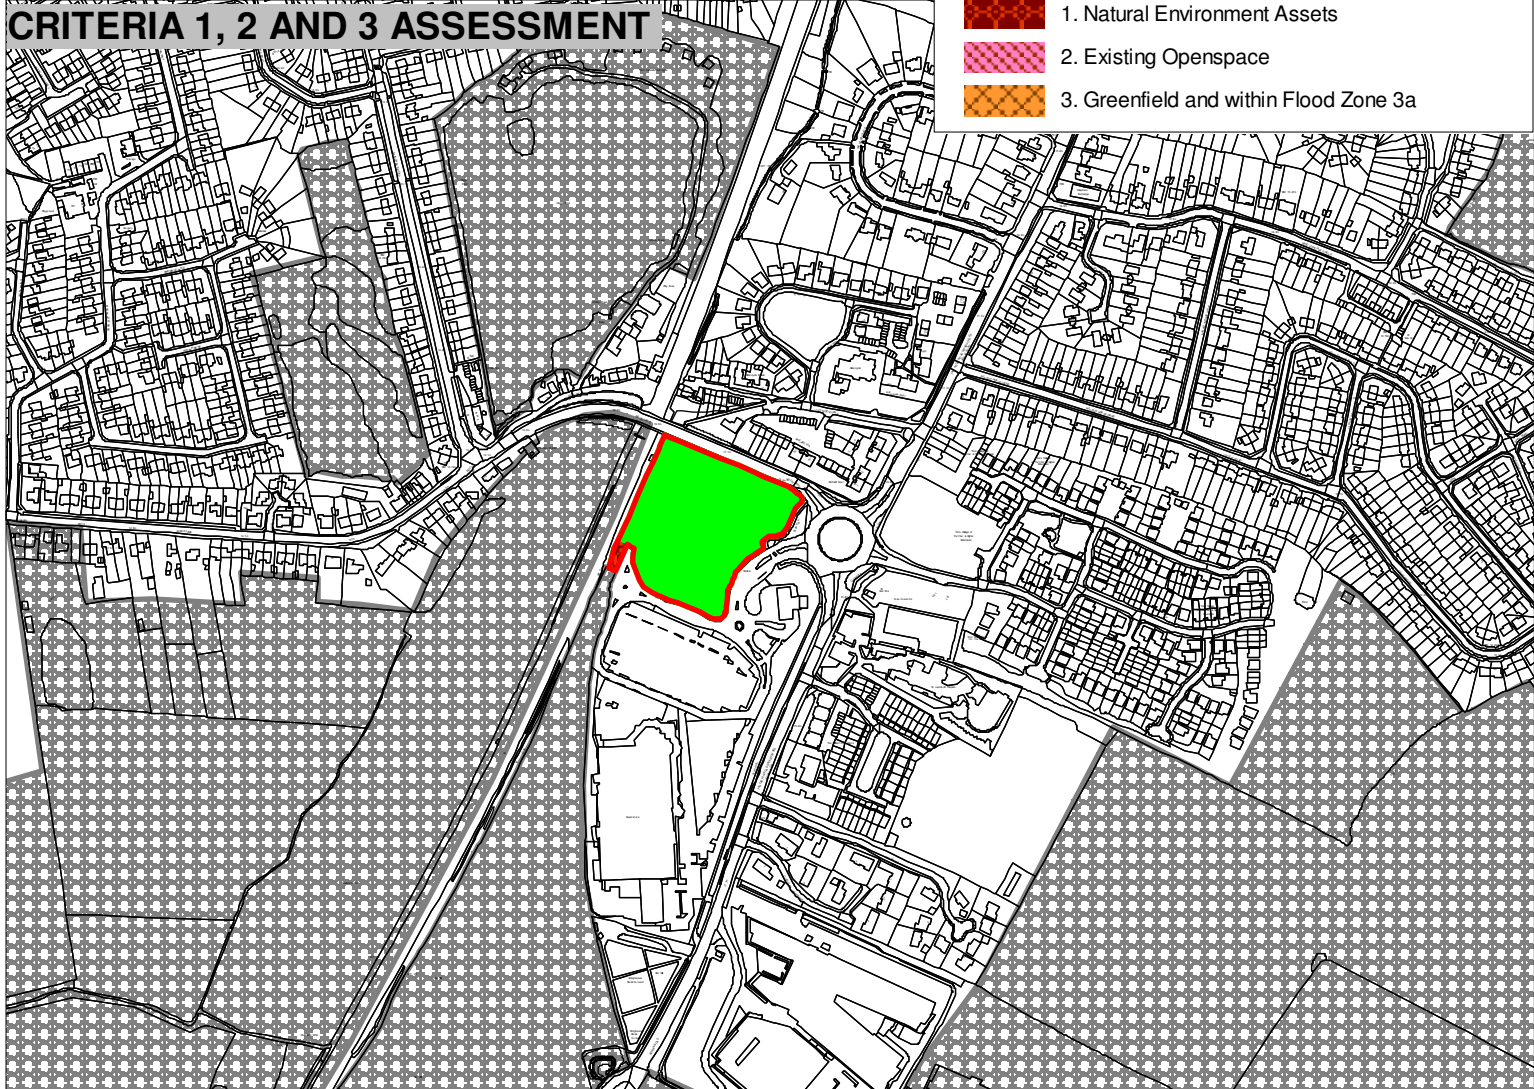 CRITERIA 1, 2 AND 3 ASSESSMENT
1. Natural Environment Assets
2. Existing Openspace
3. Greenfield and within Flood Zone 3a